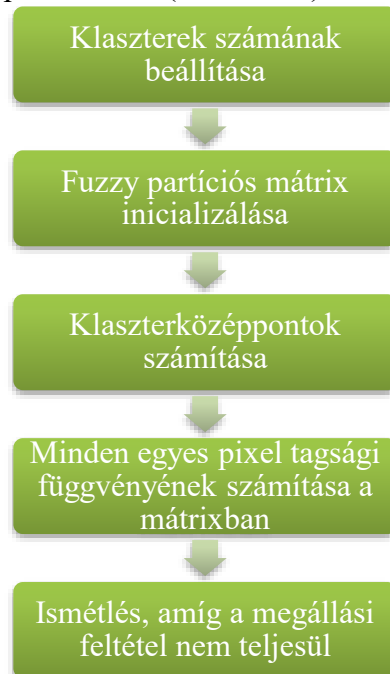 Klaszterek számának
beállítása
Fuzzy partíciós mátrix
inicializálása
Klaszterközéppontok
számítása
Minden egyes pixel tagsági
függvényének számítása a
mátrixban
Ismétlés, amíg a megállási
feltétel nem teljesül